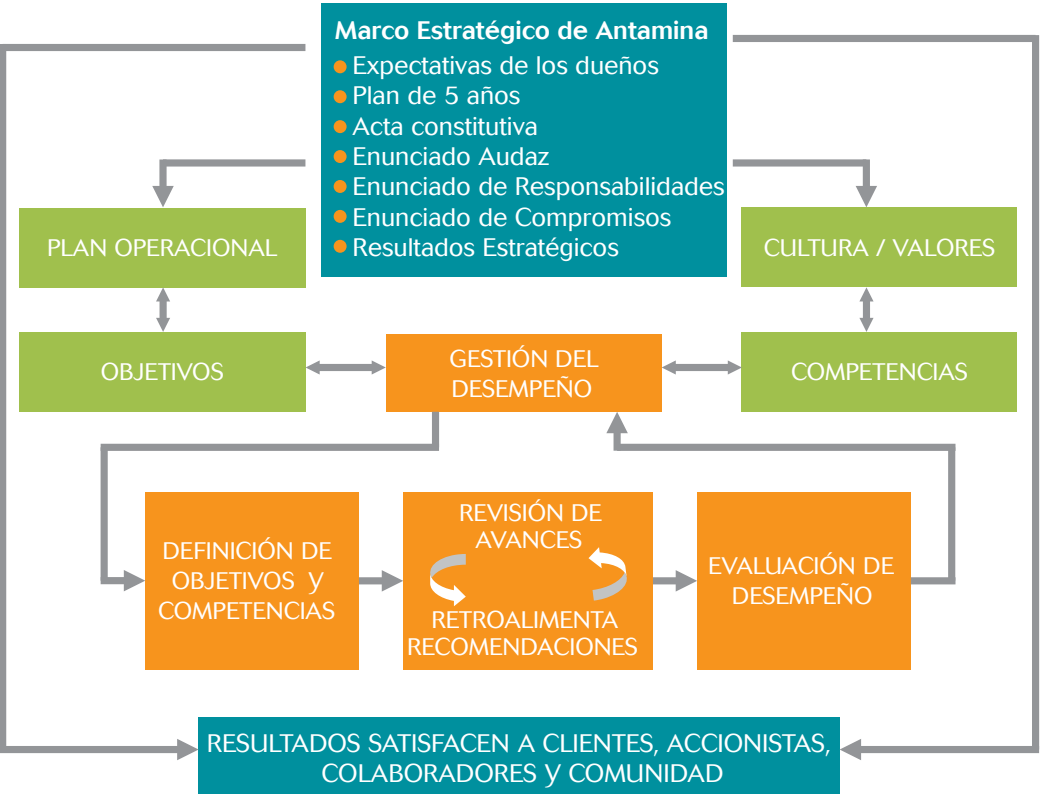 Marco Estratégico de Antamina
Expectativas de los dueños
Plan de 5 años
Acta constitutiva
Enunciado Audaz
Enunciado de Responsabilidades
Enunciado de Compromisos
Resultados Estratégicos
PLAN OPERACIONAL
CULTURA / VALORES
OBJETIVOS
GESTIÓN DEL
DESEMPEÑO
COMPETENCIAS
DEFINICIÓN DE
OBJETIVOS y
COMPETENCIAS
REVISIÓN DE
AVANCES
RETROALIMENTA
RECOMENDACIONES
EVALUACIÓN DE
DESEMPEÑO
RESULTADOS SATISFACEN A CLIENTES, ACCIONISTAS,
COLABORADORES y COMUNIDAD